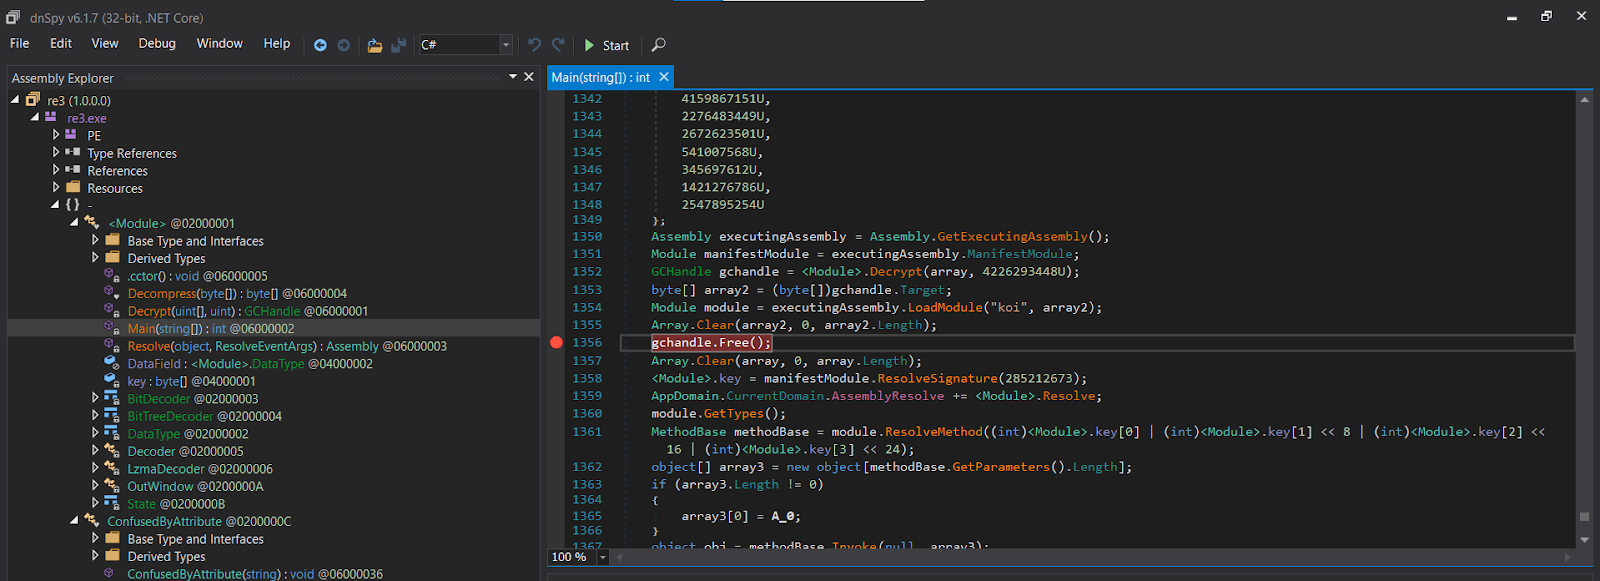 dnSpy v6.1.7 (32-bit, .NET Core)
File Edit View Debug Window Help C# Start
Assembly Explorer
re3 (1.0.0.0)
re3.exe
PE
Type References
References
Resources
{ } -
<Module> @02000001
Base Type and Interfaces
Derived Types
.cctor() : void @06000005
Decompress(byte[]) : byte[] @06000004
Decrypt(uint[], uint) : GCHandle @06000001
Main(string[]) : int @06000002
Resolve(object, ResolveEventArgs) : Assembly @06000003
DataField : <Module>.DataType @04000002
key : byte[] @04000001
BitDecoder @02000003
BitTreeDecoder @02000004
DataType @02000002
Decoder @02000005
LzmaDecoder @02000006
OutWindow @0200000A
State @0200000B
ConfusedByAttribute @0200000C
Base Type and Interfaces
Derived Types
ConfusedByAttribute(string) : void @06000036
Main(string[]) : int
1342 4159867151U,
1343 2276483449U,
1344 2672623501U,
1345 541007568U,
1346 345697612U,
1347 1421276786U,
1348 2547895254U
1349 };
1350 Assembly executingAssembly = Assembly.GetExecutingAssembly();
1351 Module manifestModule = executingAssembly.ManifestModule;
1352 GCHandle gchandle = <Module>.Decrypt(array, 4226293448U);
1353 byte[] array2 = (byte[])gchandle.Target;
1354 Module module = executingAssembly.LoadModule("koi", array2);
1355 Array.Clear(array2, 0, array2.Length);
1356 gchandle.Free();
1357 Array.Clear(array, 0, array.Length);
1358 <Module>.key = manifestModule.ResolveSignature(285212673);
1359 AppDomain.CurrentDomain.AssemblyResolve += <Module>.Resolve;
1360 module.GetTypes();
1361 MethodBase methodBase = module.ResolveMethod((int)<Module>.key[0] | (int)<Module>.key[1] << 8 | (int)<Module>.key[2] <<
16 | (int)<Module>.key[3] << 24);
1362 object[] array3 = new object[methodBase.GetParameters().Length];
1363 if (array3.Length != 0)
1364 {
1365 array3[0] = A_0;
1366 }
1367 object obj = methodBase.Invoke(null, array3);
100 %